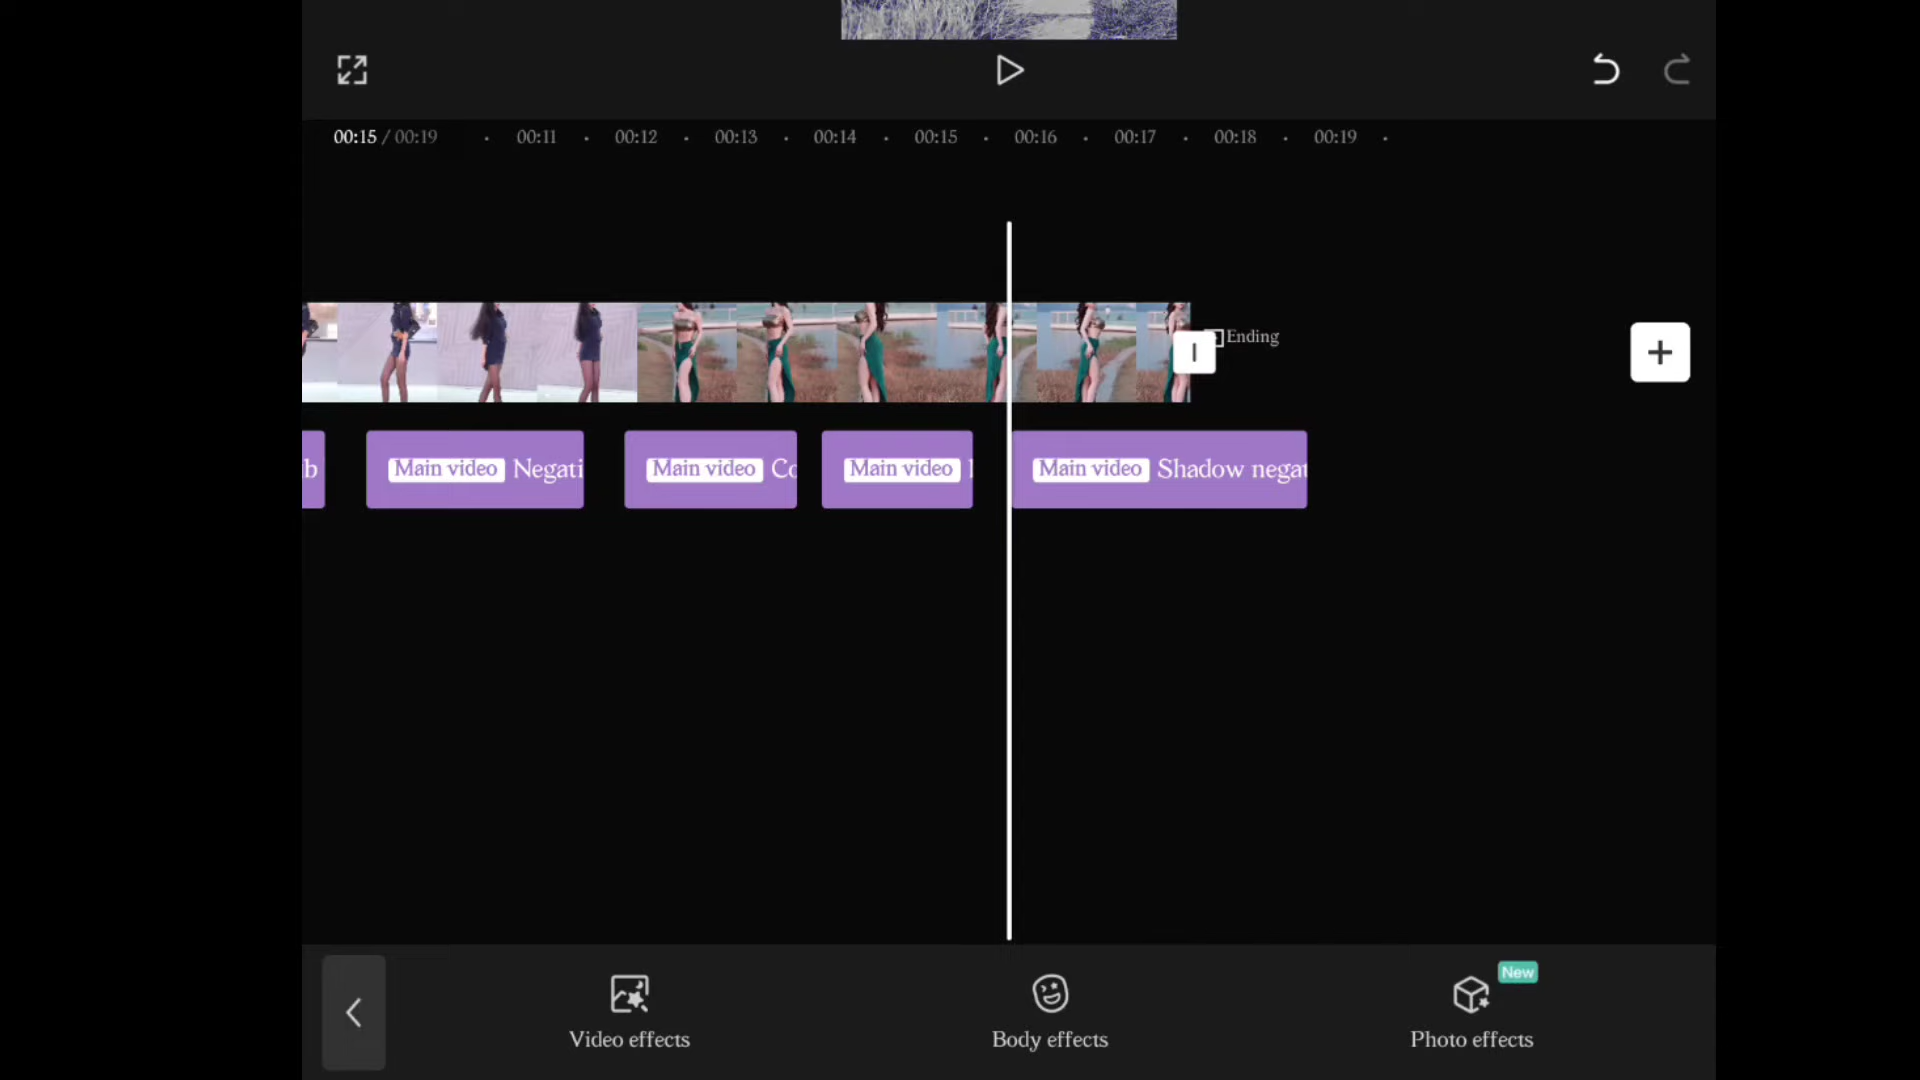 00:15 / 00:19 00:11 00:12 00:13 00:14 00:15 00:16 00:17 00:18 00:19
Ending
b Main video Negati Main video Co Main video Main video Shadow negat
New
Video effects Body effects Photo effects